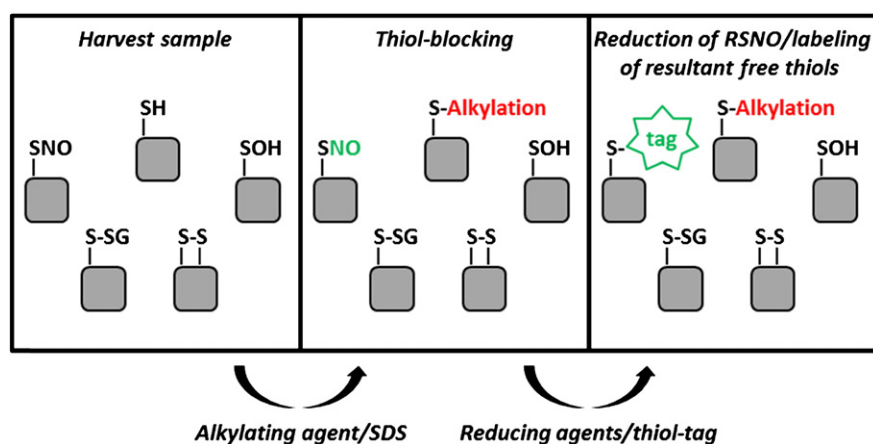 Harvest sample
SH
SNO
SOH
S-SG
S-S
Thiol-blocking
S-Alkylation
SNO
SOH
S-SG
S-S
Reduction of RSNO/labeling
of resultant free thiols
S-Alkylation
S-
tag
SOH
S-SG
S-S
Alkylating agent/SDS
Reducing agents/thiol-tag